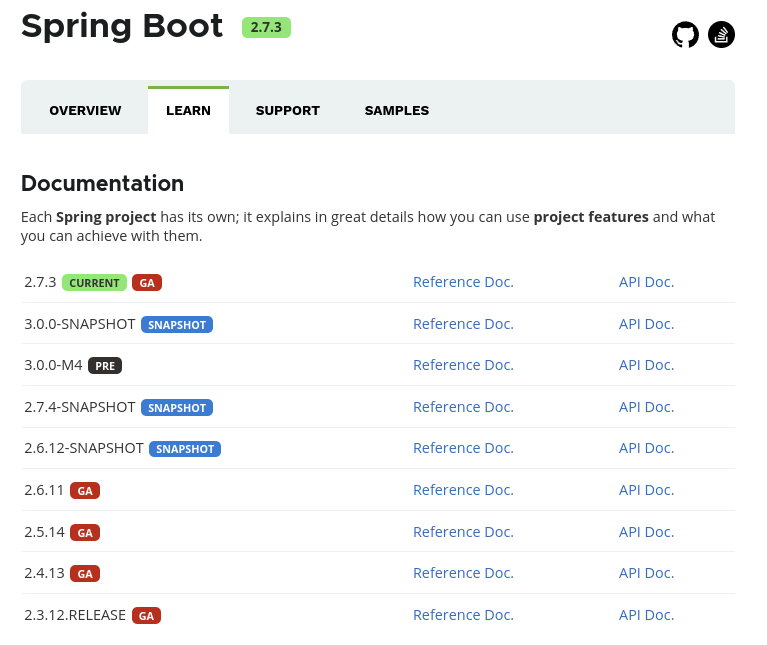 Spring Boot 2.7.3
OVERVIEW LEARN SUPPORT SAMPLES
Documentation
Each Spring project has its own; it explains in great details how you can use project features and what
you can achieve with them.
2.7.3 CURRENT GA Reference Doc. API Doc.
3.0.0-SNAPSHOT SNAPSHOT Reference Doc. API Doc.
3.0.0-M4 PRE Reference Doc. API Doc.
2.7.4-SNAPSHOT SNAPSHOT Reference Doc. API Doc.
2.6.12-SNAPSHOT SNAPSHOT Reference Doc. API Doc.
2.6.11 GA Reference Doc. API Doc.
2.5.14 GA Reference Doc. API Doc.
2.4.13 GA Reference Doc. API Doc.
2.3.12.RELEASE GA Reference Doc. API Doc.